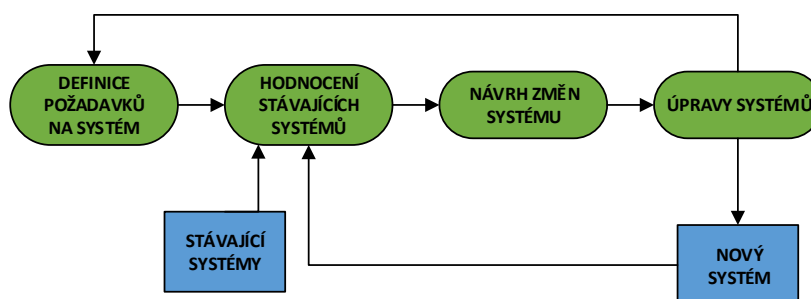 DEFINICE
POŽADAVKŮ
NA SYSTÉM
HODNOCENÍ
STÁVAJÍCÍCH
SYSTÉMŮ
NÁVRH ZMĚN
SYSTÉMU
ÚPRAVY SYSTÉMŮ
STÁVAJÍCÍ
SYSTÉMY
NOVÝ
SYSTÉM